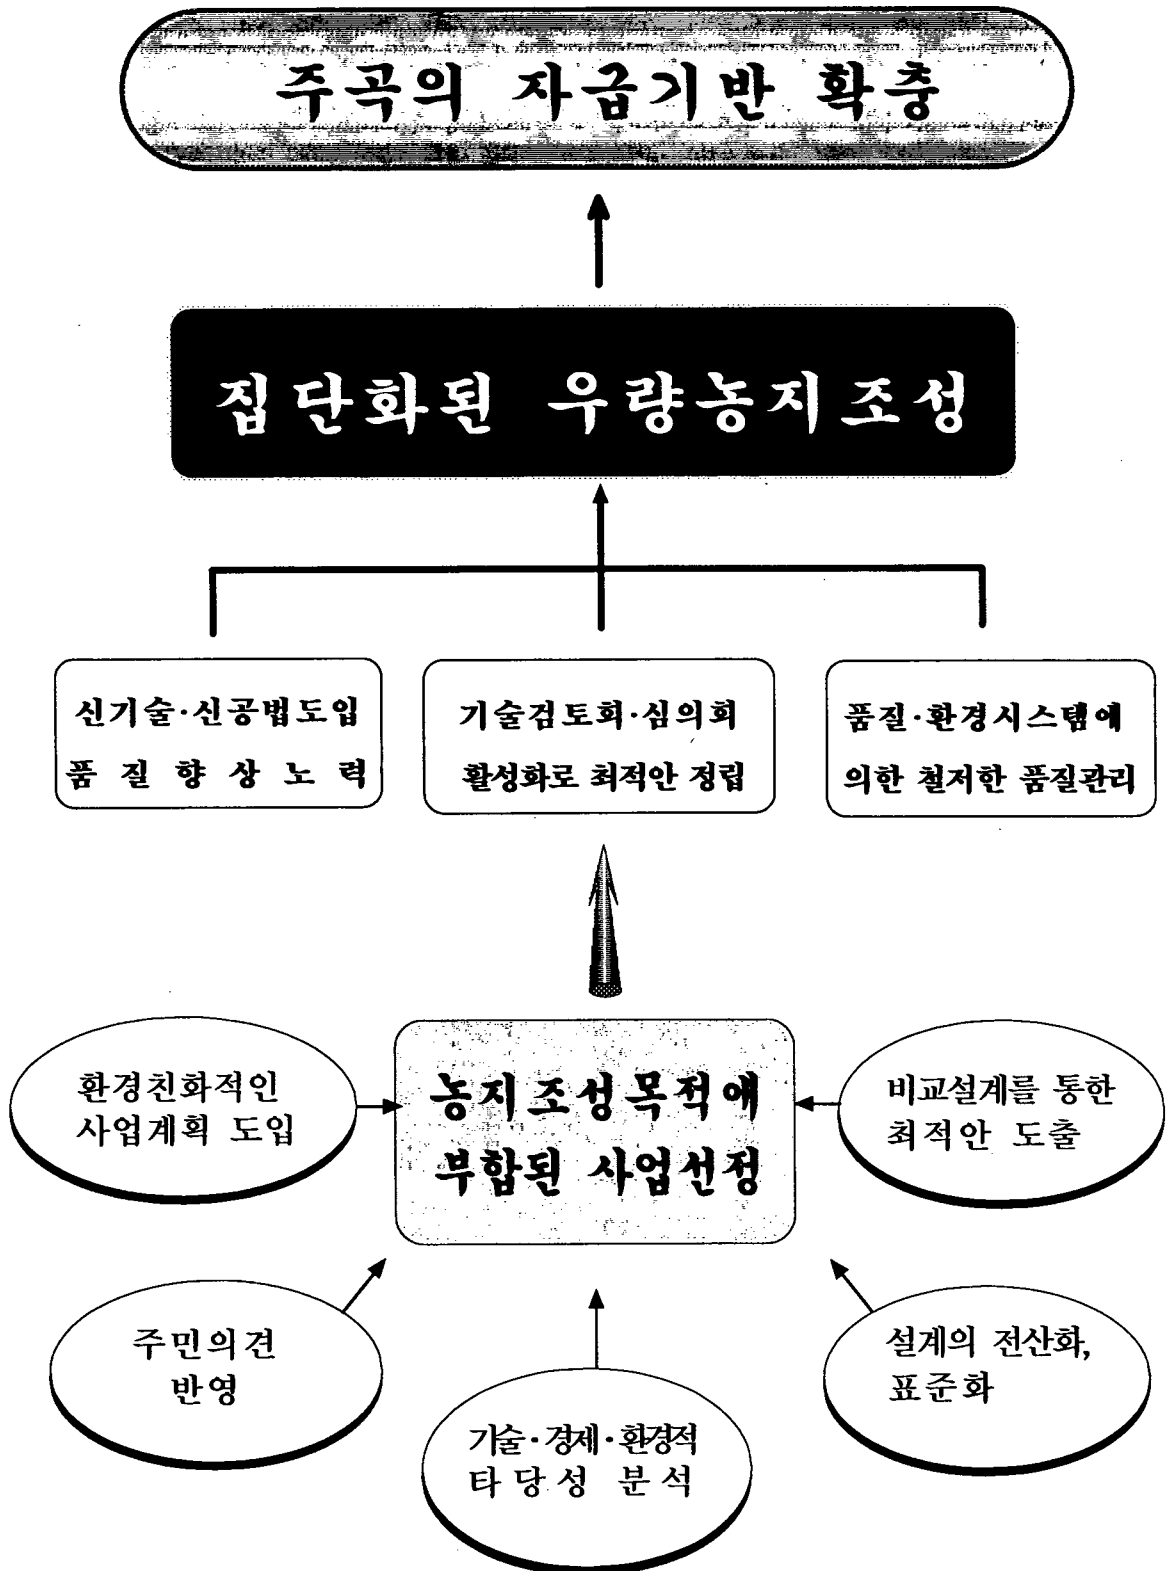 주곡의 자급기반 확충
집단화된 우량농지조성
신기술·신공법도입
품질향상노력
기술검토회·심의회
활성화로 최적안 정립
품질·환경시스템에
의한 철저한 품질관리
환경친화적인
사업계획 도입
농지조성목적에
부합된 사업선정
비교설계를 통한
최적안 도출
주민의견
반영
기술·경제·환경적
타당성 분석
설계의 전산화,
표준화